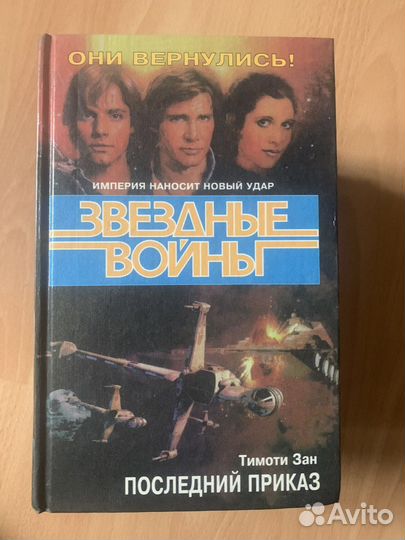 ОНИ ВЕРНУЛИСЬ!
ИМПЕРИЯ НАНОСИТ НОВЫЙ УДАР
ЗВЕЗДНЫЕ
ВОЙНЫ
Тимоти Зан
ПОСЛЕДНИЙ ПРИКАЗ
Avito